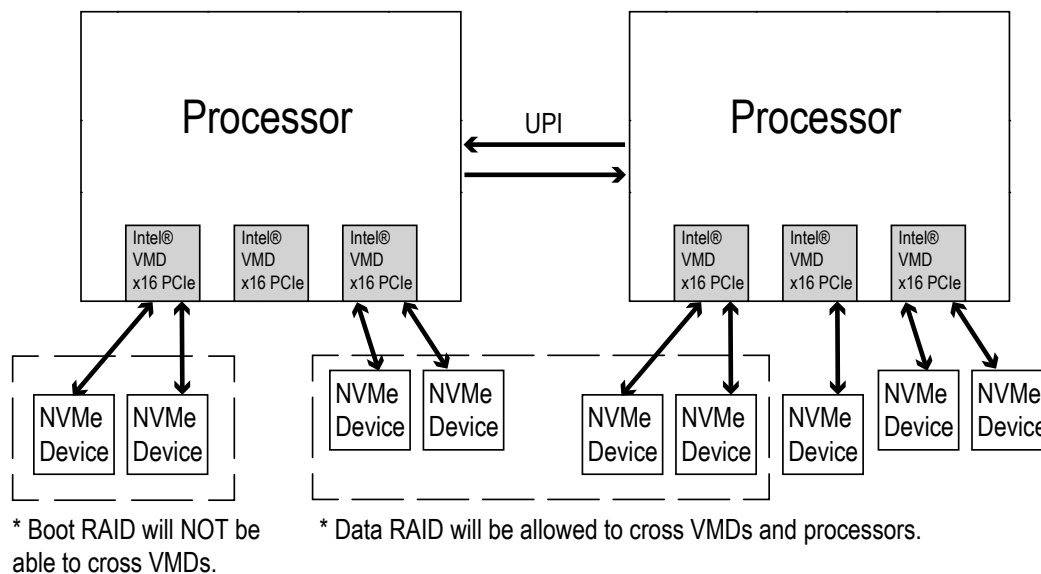 Processor
UPI
Processor
Intel®
VMD
x16 PCIe
Intel®
VMD
x16 PCIe
Intel®
VMD
x16 PCIe
Intel®
VMD
x16 PCIe
Intel®
VMD
x16 PCIe
Intel®
VMD
x16 PCIe
NVMe
Device
NVMe
Device
NVMe
Device
NVMe
Device
NVMe
Device
NVMe
Device
NVMe
Device
NVMe
Device
NVMe
Device
* Boot RAID will NOT be
able to cross VMDs.
* Data RAID will be allowed to cross VMDs and processors.